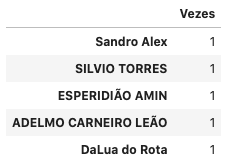 Vezes
Sandro Alex 1
SILVIO TORRES 1
ESPERIDIÃO AMIN 1
ADELMO CARNEIRO LEÃO 1
DaLua do Rota 1